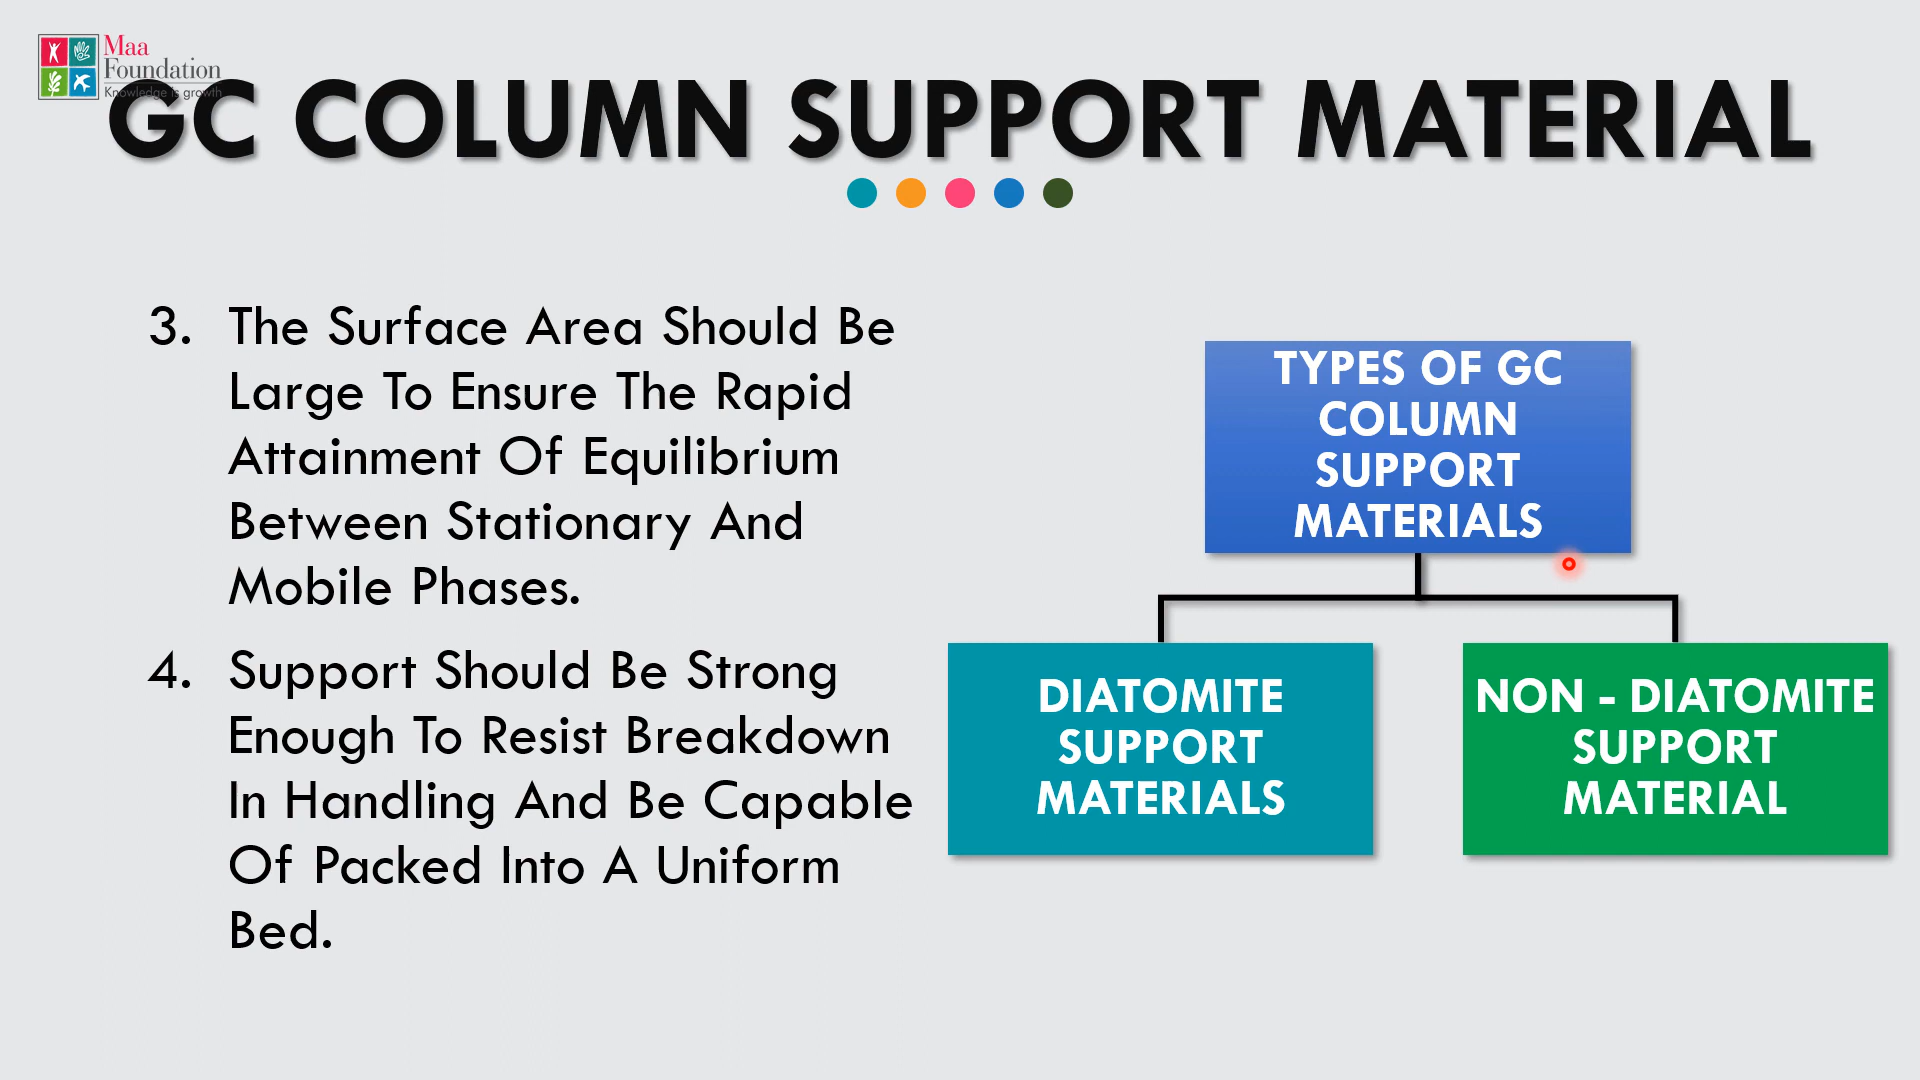 Maa
Foundation
Knowledge is growth
GC COLUMN SUPPORT MATERIAL
3. The Surface Area Should Be
Large To Ensure The Rapid
Attainment Of Equilibrium
Between Stationary And
Mobile Phases.
4. Support Should Be Strong
Enough To Resist Breakdown
In Handling And Be Capable
Of Packed Into A Uniform
Bed.
TYPES OF GC
COLUMN
SUPPORT
MATERIALS
DIATOMITE
SUPPORT
MATERIALS
NON - DIATOMITE
SUPPORT
MATERIAL